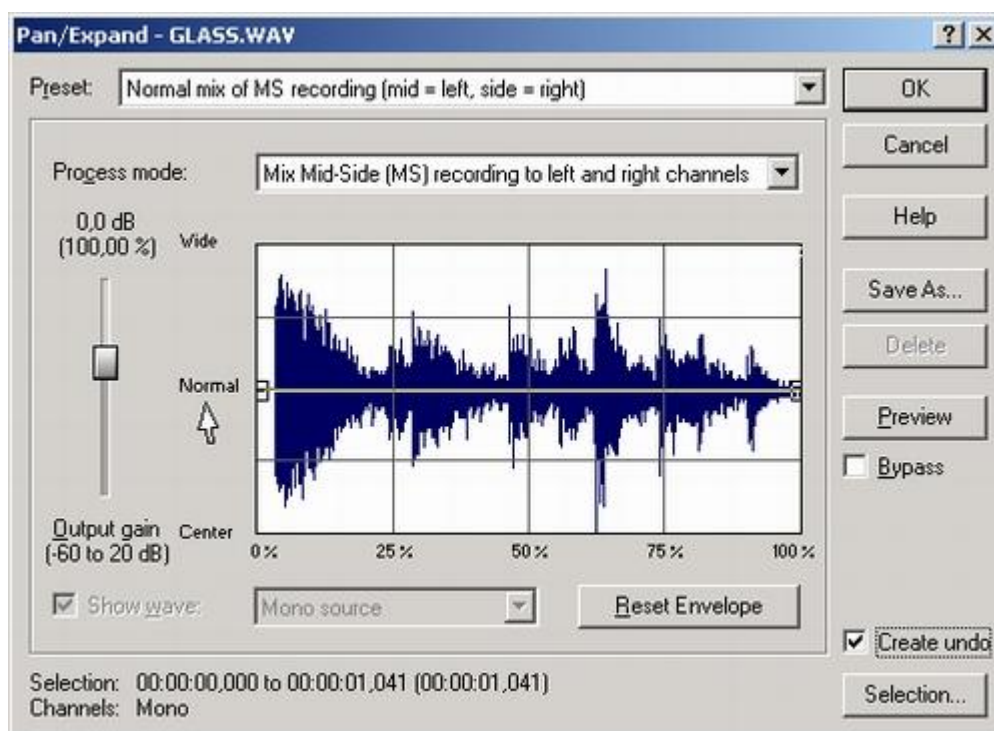 Pan/Expand - GLASS.WAV
Preset: Normal mix of MS recording (mid = left, side = right)
OK
Cancel
Process mode: Mix Mid-Side (MS) recording to left and right channels
Help
0,0 dB
(100,00 %)
Wide
Save As...
Delete
Normal
Preview
Bypass
Output gain
(-60 to 20 dB)
Center
0 % 25 % 50 % 75 % 100 %
Show wave: Mono source Reset Envelope
Create undo
Selection: 00:00:00,000 to 00:00:01,041 (00:00:01,041)
Channels: Mono
Selection...